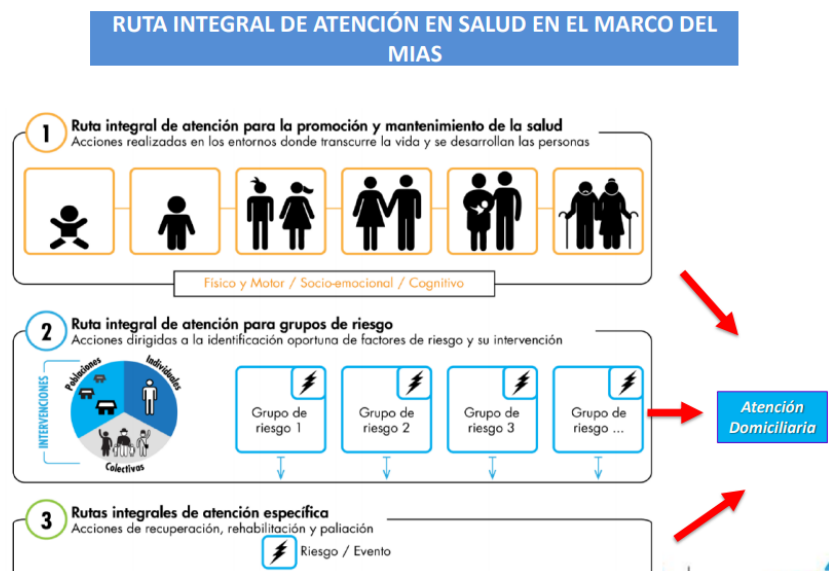 RUTA INTEGRAL DE ATENCIÓN EN SALUD EN EL MARCO DEL
MIAS
1
Ruta integral de atención para la promoción y mantenimiento de la salud
Acciones realizadas en los entornos donde transcurre la vida y se desarrollan las personas
Físico y Motor / Socio-emocional / Cognitivo
2
Ruta integral de atención para grupos de riesgo
Acciones dirigidas a la identificación oportuna de factores de riesgo y su intervención
INTERVENCIONES
Poblaciones
Individuales
Colectivas
Grupo de
riesgo 1
Grupo de
riesgo 2
Grupo de
riesgo 3
Grupo de
riesgo ...
Atención
Domiciliaria
3
Rutas integrales de atención específica
Acciones de recuperación, rehabilitación y paliación
Riesgo / Evento